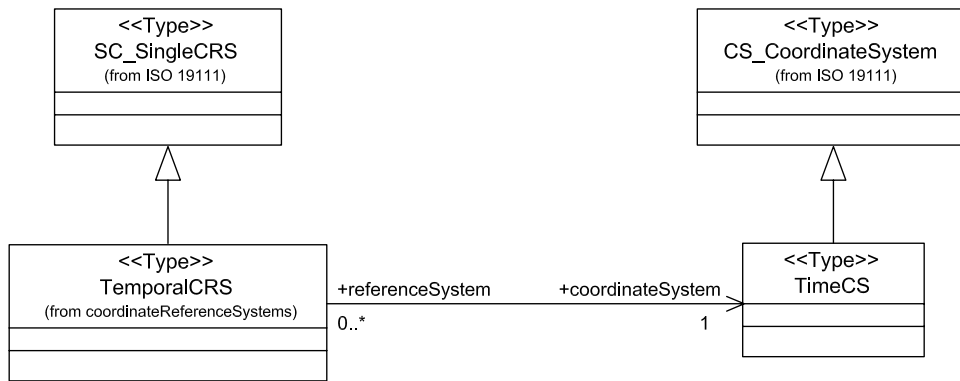 <<Type>>
SC_SingleCRS
(from ISO 19111)
<<Type>>
CS_CoordinateSystem
(from ISO 19111)
<<Type>>
TemporalCRS
(from coordinateReferenceSystems)
+referenceSystem
0..*
+coordinateSystem
1
<<Type>>
TimeCS